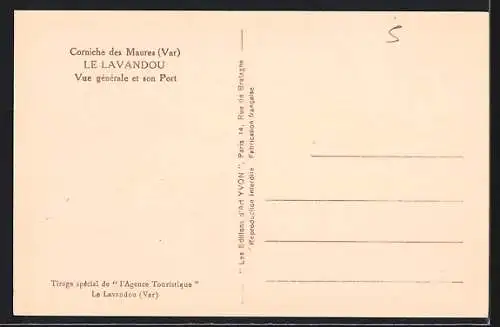 Corniche des Maures (Var)
LE LAVANDOU
Vue générale et son Port
5
" Les Editions d'Art YVON ", Paris 14, Rue de Bretagne
Reproduction interdite Fabrication française
Tirage spécial de " l'Agence Touristique "
Le Lavandou (Var)